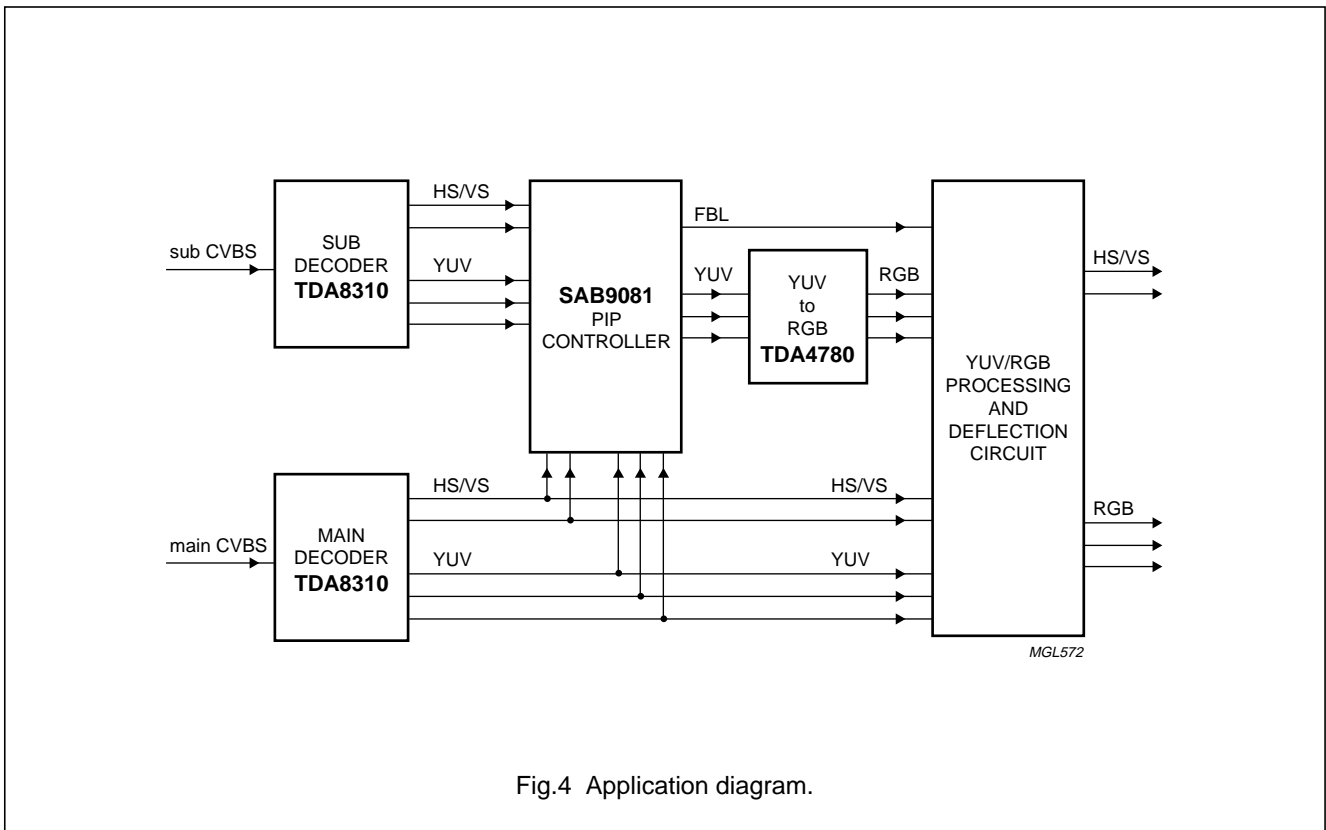 sub CVBS
SUB
DECODER
TDA8310
HS/VS
YUV
SAB9081
PIP
CONTROLLER
FBL
YUV
YUV
to
RGB
TDA4780
RGB
YUV/RGB
PROCESSING
AND
DEFLECTION
CIRCUIT
HS/VS
RGB
main CVBS
MAIN
DECODER
TDA8310
HS/VS
YUV
HS/VS
YUV
MGL572
Fig.4 Application diagram.